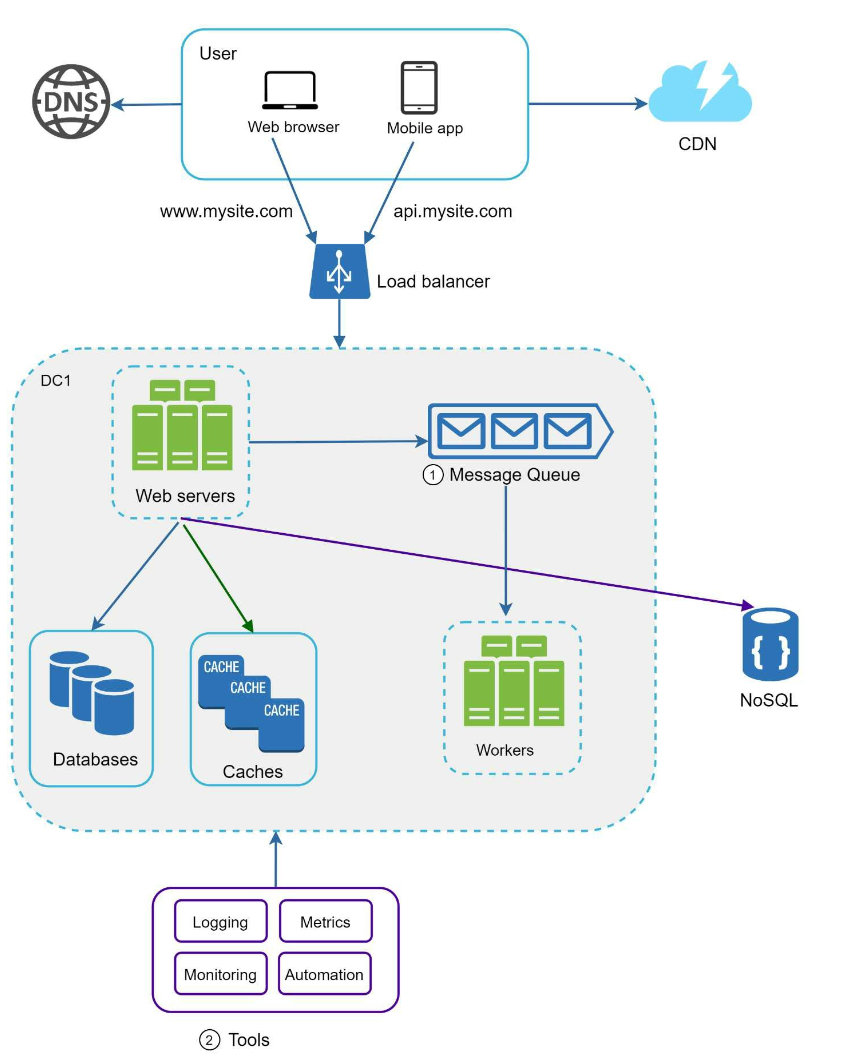 User
DNS
Web browser
Mobile app
CDN
www.mysite.com
api.mysite.com
Load balancer
DC1
Web servers
1 Message Queue
{ }
NoSQL
CACHE
CACHE
CACHE
Databases
Caches
Workers
Logging
Metrics
Monitoring
Automation
2 Tools